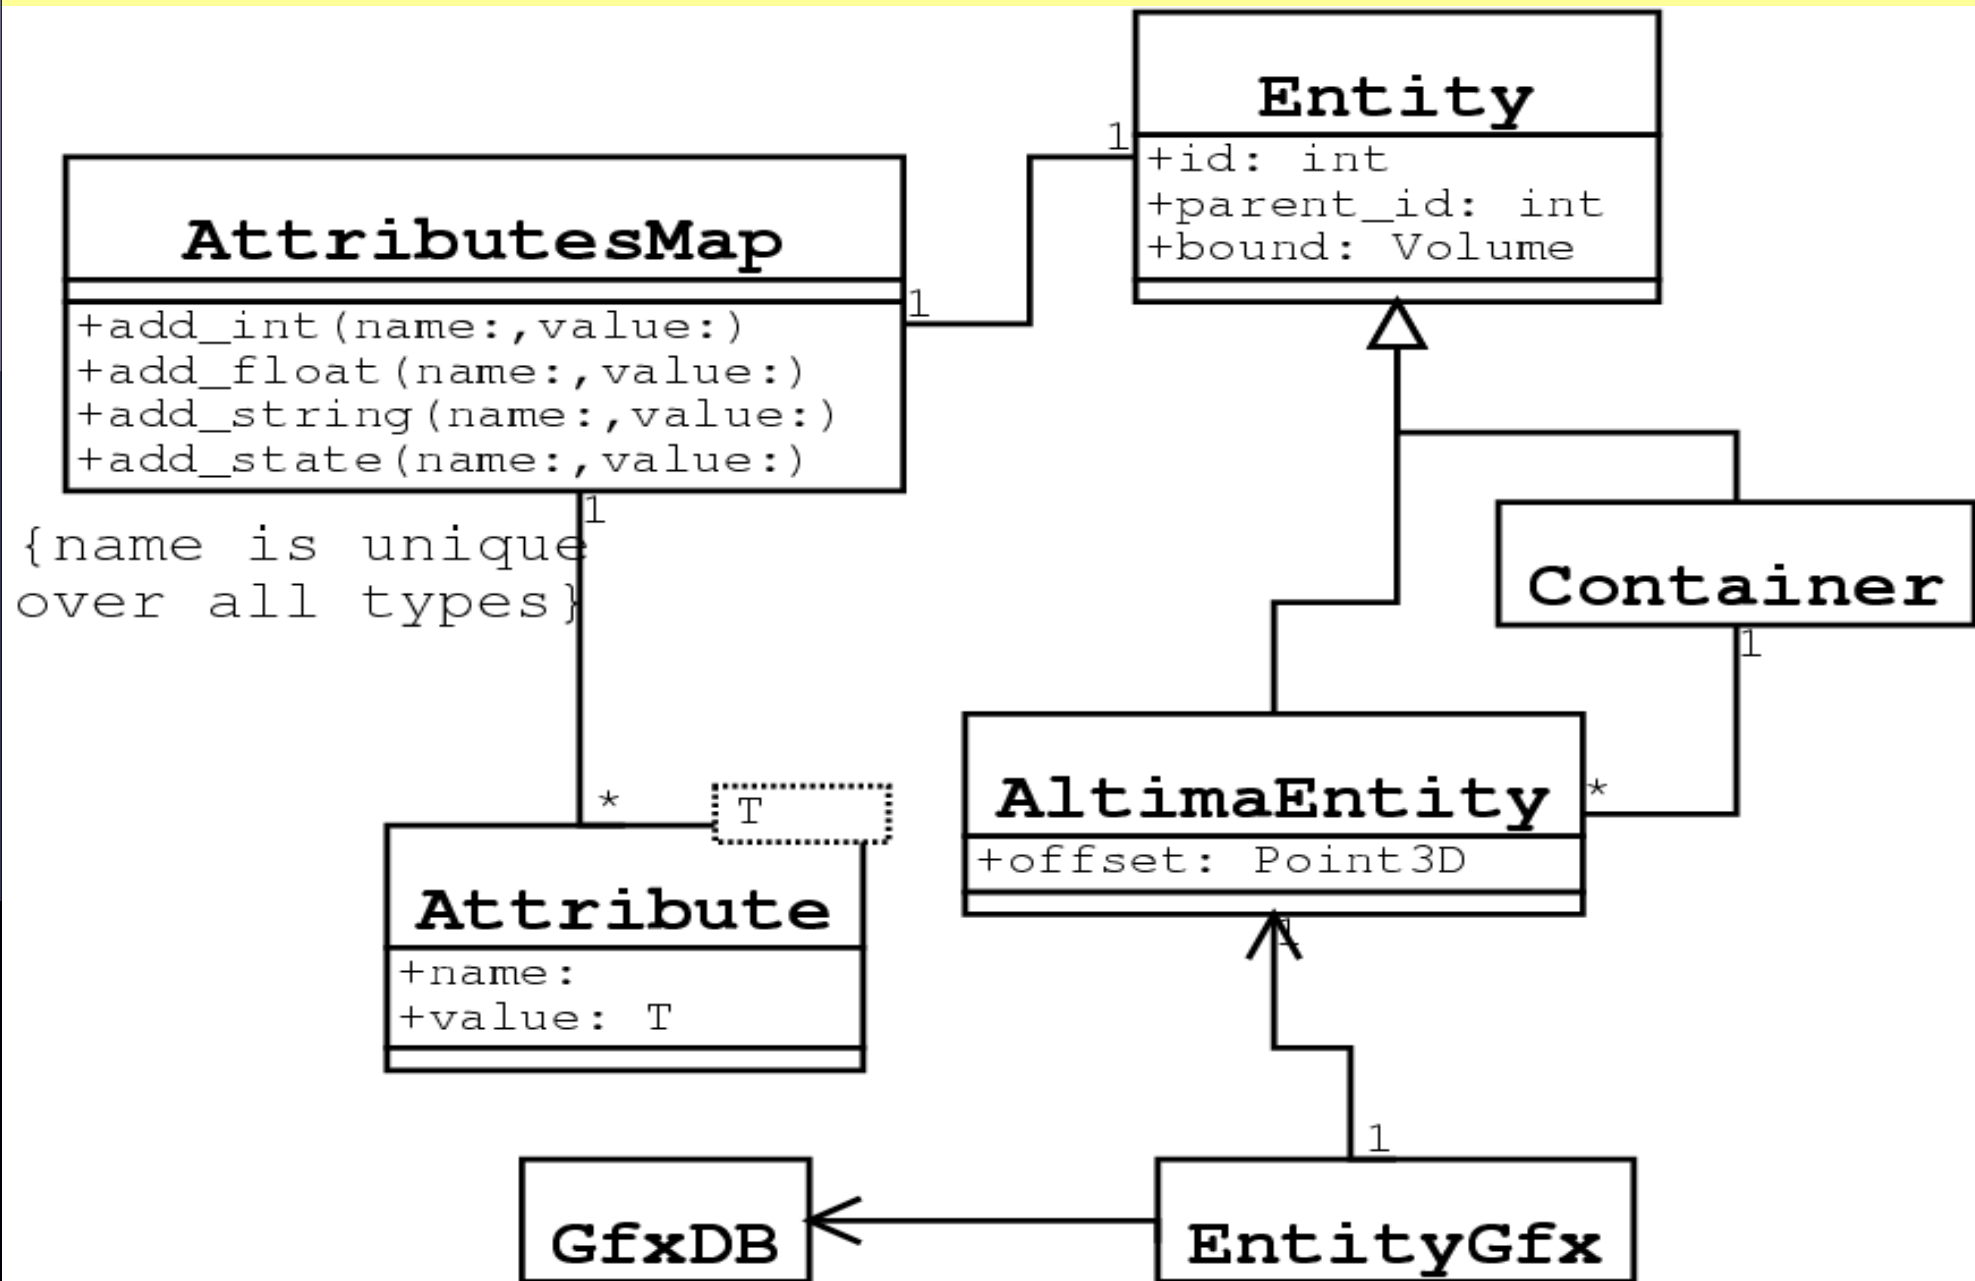 Entity
1
+id: int
+parent_id: int
+bound: Volume
AttributesMap
1
+add_int(name:,value:)
+add_float(name:,value:)
+add_string(name:,value:)
+add_state(name:,value:)
1
{name is unique
over all types}
Container
1
*
T
Attribute
+name:
+value: T
AltimaEntity
*
+offset: Point3D
1
1
GfxDB
EntityGfx